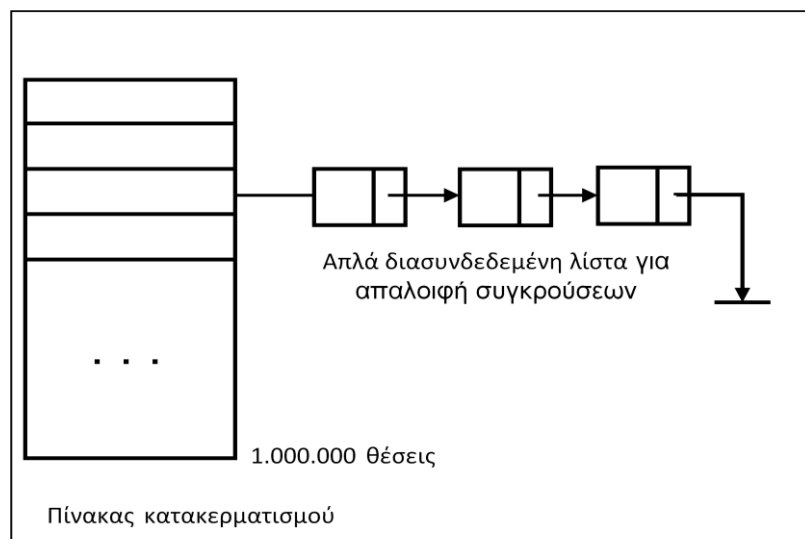 Απλά διασυνδεδεμένη λίστα για
απαλοιφή συγκρούσεων
. . .
1.000.000 θέσεις
Πίνακας κατακερματισμού